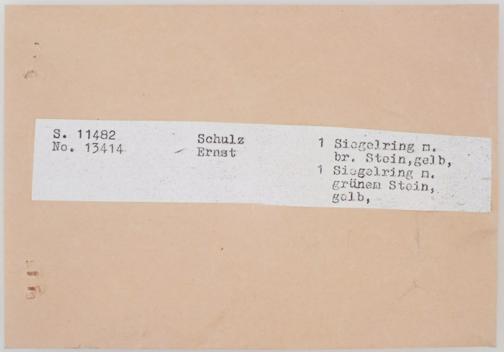 S. 11482 Schulz 1 Siegelring m.
No. 13414 Ernst br. Stein,gelb,
1 Siegelring m.
grünem Stein,
gelb,